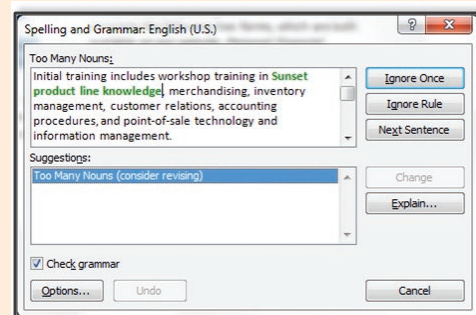 Spelling and Grammar: English (U.S.)
Too Many Nouns:
Initial training includes workshop training in Sunset
product line knowledge, merchandising, inventory
management, customer relations, accounting
procedures, and point-of-sale technology and
information management.
Ignore Once
Ignore Rule
Next Sentence
Suggestions:
Too Many Nouns (consider revising)
Change
Explain...
Check grammar
Options...
Undo
Cancel